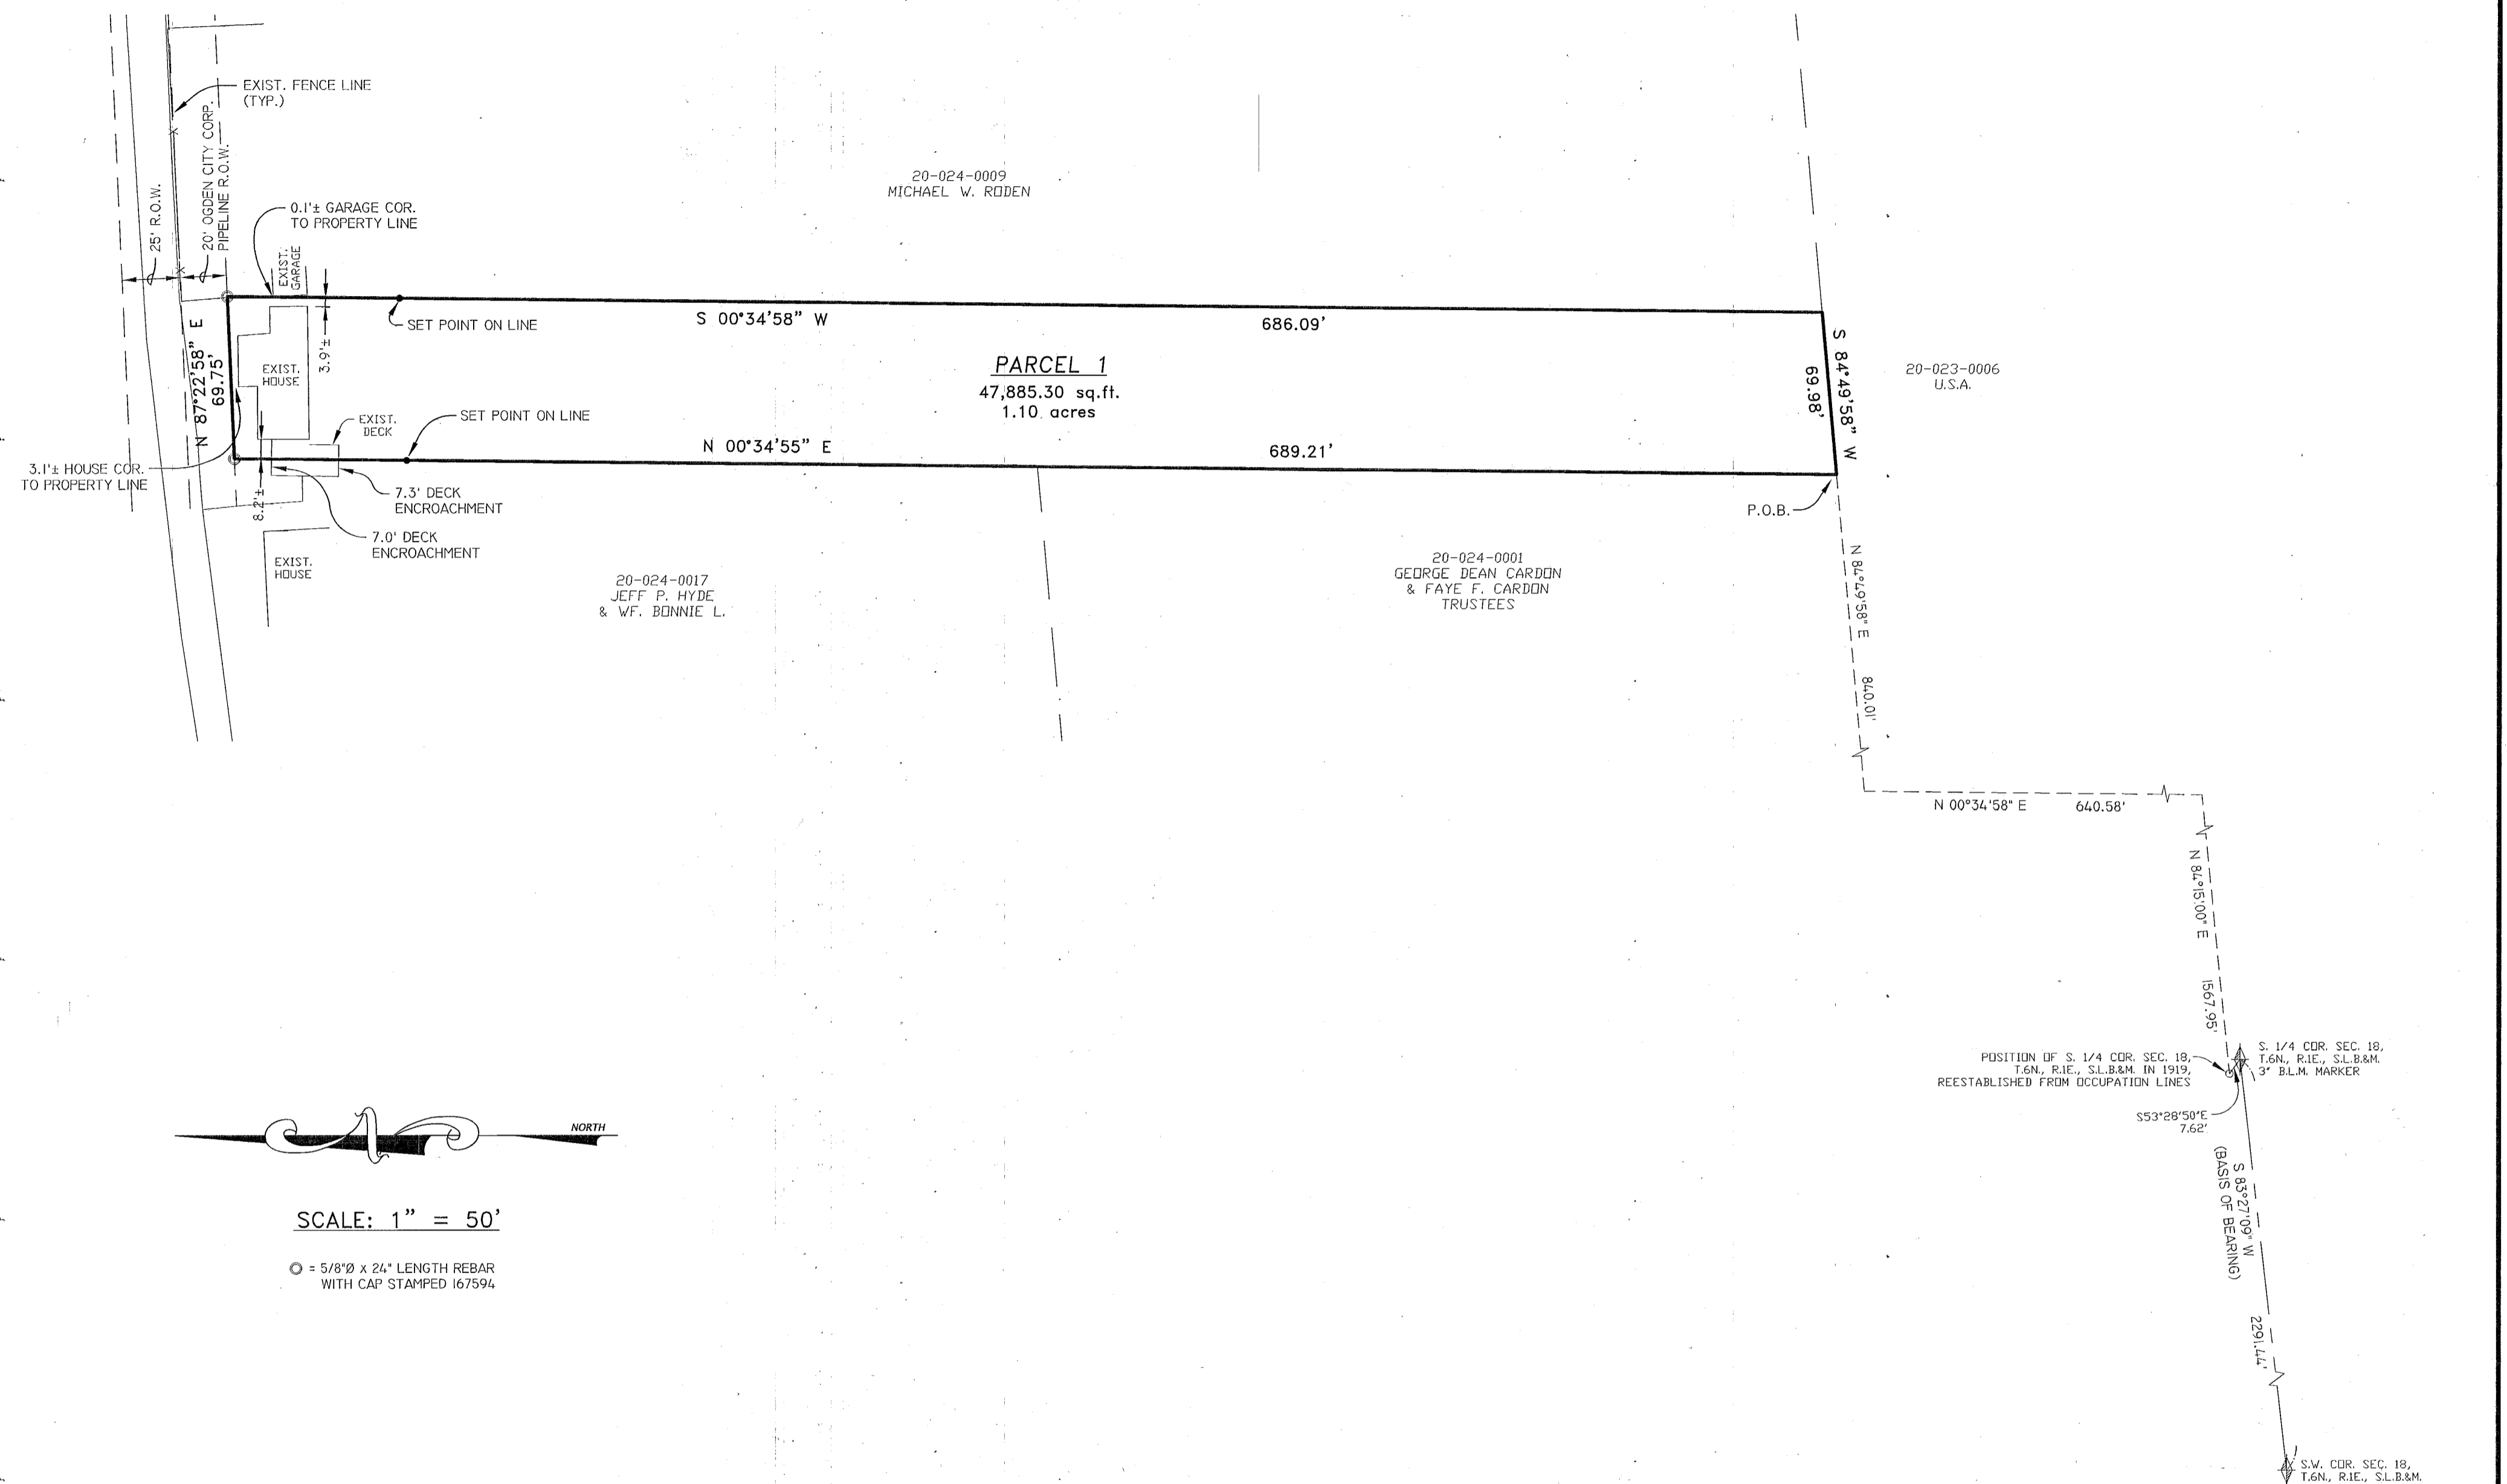 EXIST. FENCE LINE
(TYP.)
25' R.O.W.
20' OGDEN CITY CORP.
PIPELINE R.O.W.
0.1'± GARAGE COR.
TO PROPERTY LINE
EXIST.
GARAGE
20-024-0009
MICHAEL W. RODEN
SET POINT ON LINE
S 00°34'58" W
686.09'
N 87°22'58" E
69.75'
EXIST.
HOUSE
3.9'±
PARCEL 1
47,885.30 sq.ft.
1.10 acres
S 84°49'58" W
69.98'
20-023-0006
U.S.A.
EXIST.
DECK
SET POINT ON LINE
N 00°34'55" E
689.21'
3.1'± HOUSE COR.
TO PROPERTY LINE
8.2'±
7.3' DECK
ENCROACHMENT
7.0' DECK
ENCROACHMENT
P.O.B.
EXIST.
HOUSE
20-024-0017
JEFF P. HYDE
& WF. BONNIE L.
20-024-0001
GEORGE DEAN CARDON
& FAYE F. CARDON
TRUSTEES
N 84°49'58" E
840.01'
N 00°34'58" E
640.58'
N 84°15'00" E
1567.95'
POSITION OF S. 1/4 COR. SEC. 18,
T.6N., R.1E., S.L.B.&M. IN 1919,
REESTABLISHED FROM OCCUPATION LINES
S. 1/4 COR. SEC. 18,
T.6N., R.1E., S.L.B.&M.
3" B.L.M. MARKER
S53°28'50"E
7.62'
S 83°27'09" W
(BASIS OF BEARING)
2291.44'
NORTH
SCALE: 1" = 50'
= 5/8"Ø x 24" LENGTH REBAR
WITH CAP STAMPED 167594
S.W. COR. SEC. 18,
T.6N., R.1E., S.L.B.&M.